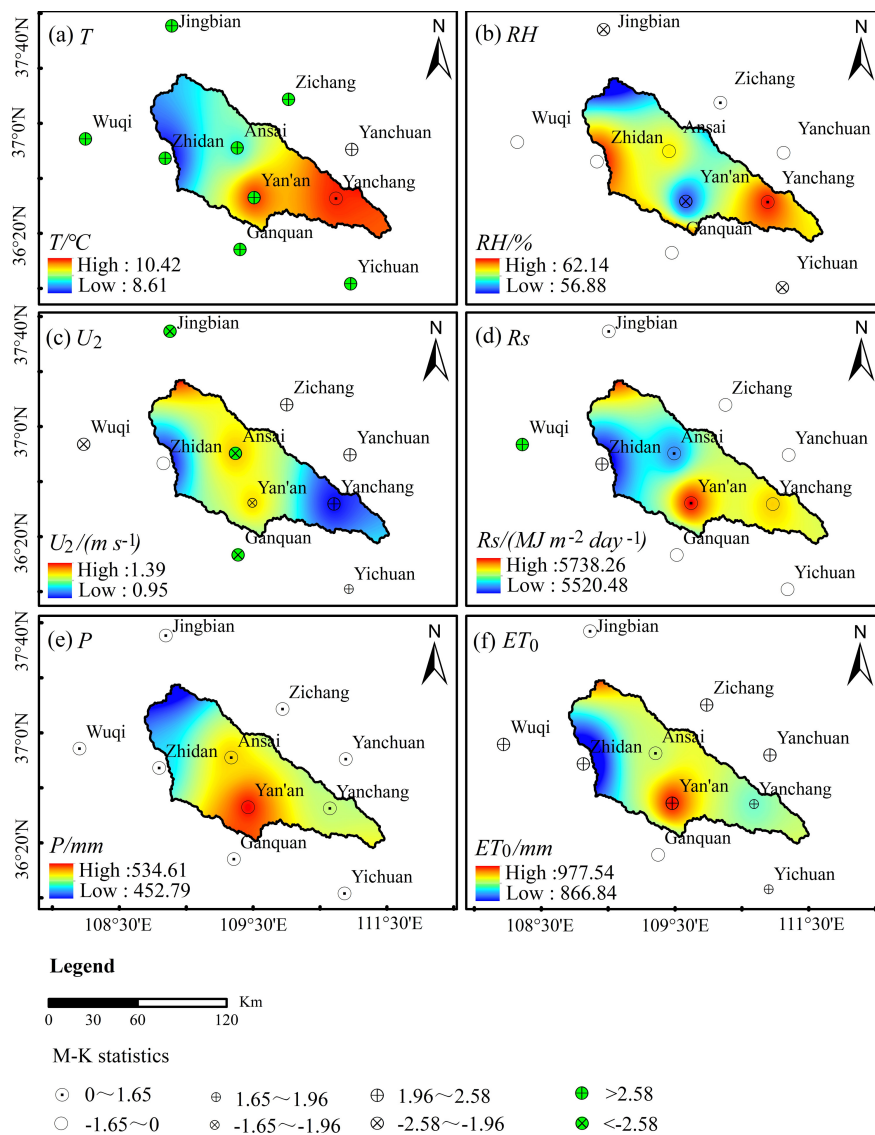 (a) T
Jingbian
N
Zichang
Wuqi
Zhidan
Ansai
Yanchuan
Yan'an
Yanchang
Ganquan
Yichuan
T/°C
High : 10.42
Low : 8.61
37°40'N
37°0'N
36°20'N
(b) RH
Jingbian
N
Zichang
Wuqi
Zhidan
Ansai
Yanchuan
Yan'an
Yanchang
Ganquan
Yichuan
RH/%
High : 62.14
Low : 56.88
(c) U2
Jingbian
N
Zichang
Wuqi
Zhidan
Ansai
Yanchuan
Yan'an
Yanchang
Ganquan
Yichuan
U2/(m s-1)
High :1.39
Low : 0.95
37°40'N
37°0'N
36°20'N
(d) Rs
Jingbian
N
Zichang
Wuqi
Zhidan
Ansai
Yanchuan
Yan'an
Yanchang
Ganquan
Yichuan
Rs/(MJ m-2 day-1)
High : 5738.26
Low : 5520.48
(e) P
Jingbian
N
Zichang
Wuqi
Zhidan
Ansai
Yanchuan
Yan'an
Yanchang
Ganquan
Yichuan
P/mm
High :534.61
Low : 452.79
37°40'N
37°0'N
36°20'N
108°30'E
109°30'E
111°30'E
(f) ET0
Jingbian
N
Zichang
Wuqi
Zhidan
Ansai
Yanchuan
Yan'an
Yanchang
Ganquan
Yichuan
ET0/mm
High :977.54
Low : 866.84
108°30'E
109°30'E
111°30'E
Legend
Km
0 30 60 120
M-K statistics
0～1.65
1.65～1.96
1.96～2.58
>2.58
-1.65～0
-1.65～-1.96
-2.58～-1.96
<-2.58